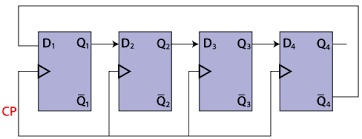 D₁ Q₁ D₂ Q₂ D₃ Q₃ D₄ Q₄
Q̅₁ Q̅₂ Q̅₃ Q̅₄
CP